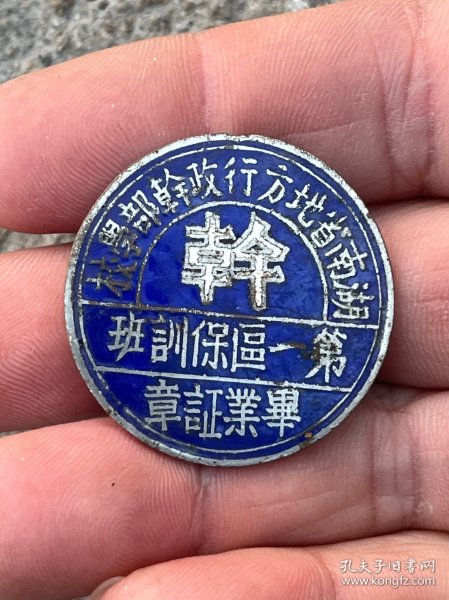 湖南省地方行政幹部學校
幹
第一區保訓班
畢業証章
孔夫子旧书网
www.kongfz.com